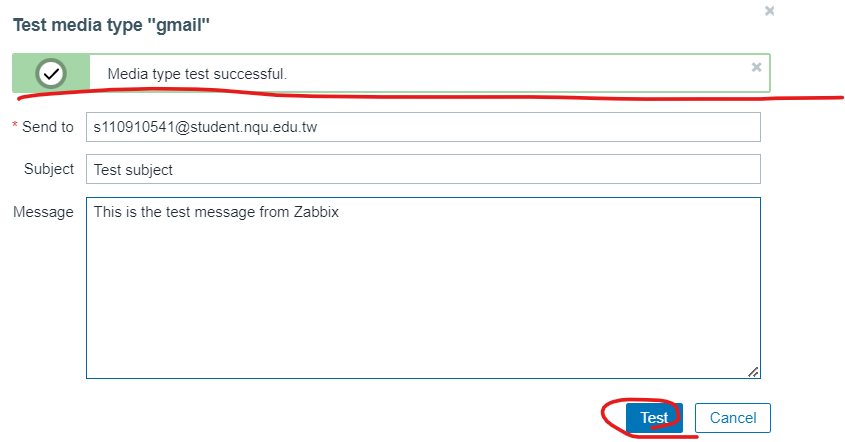 Test media type "gmail"
Media type test successful.
* Send to s110910541@student.nqu.edu.tw
Subject Test subject
Message This is the test message from Zabbix
Test Cancel